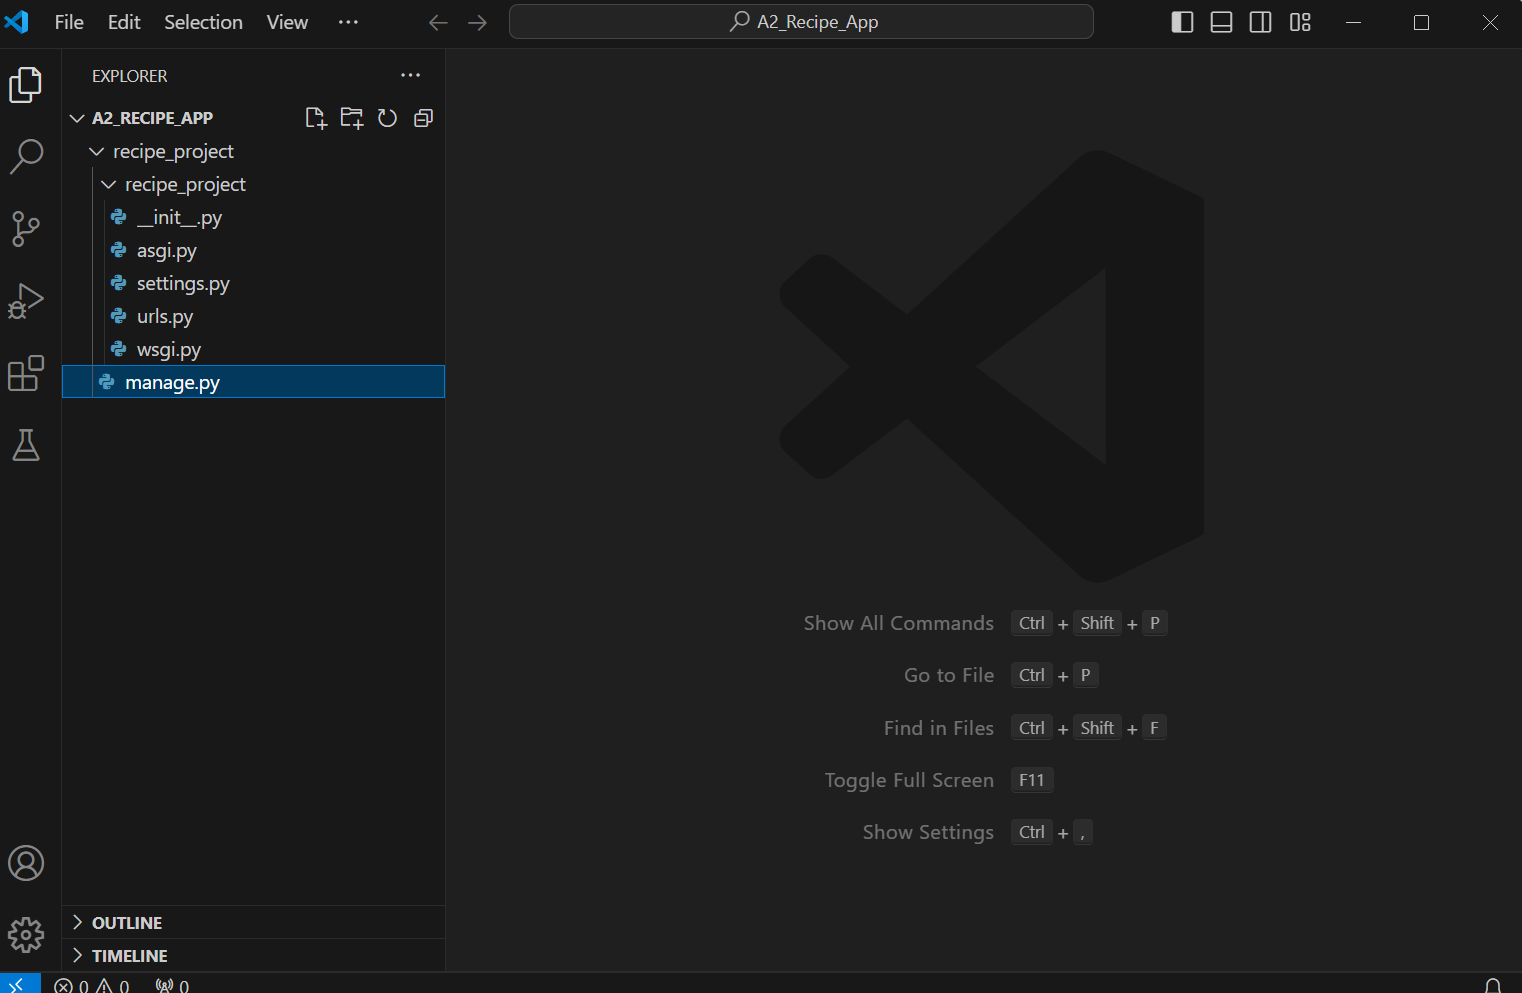 File Edit Selection View ··· A2_Recipe_App
EXPLORER ···
A2_RECIPE_APP
recipe_project
recipe_project
__init__.py
asgi.py
settings.py
urls.py
wsgi.py
manage.py
Show All Commands Ctrl + Shift + P
Go to File Ctrl + P
Find in Files Ctrl + Shift + F
Toggle Full Screen F11
Show Settings Ctrl + ,
OUTLINE
TIMELINE
0 0 0